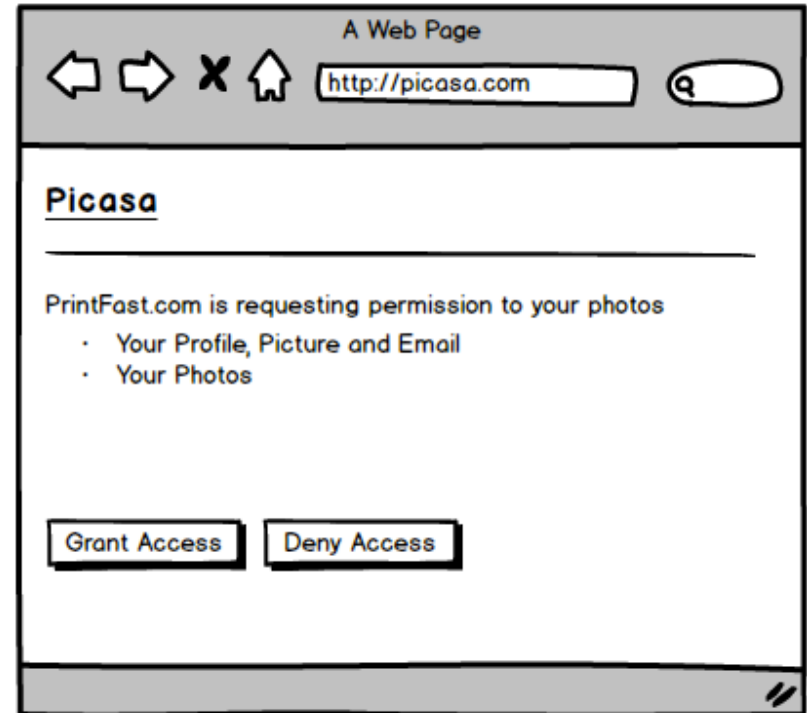 A Web Page
http://picasa.com
Picasa
PrintFast.com is requesting permission to your photos
· Your Profile, Picture and Email
· Your Photos
Grant Access Deny Access